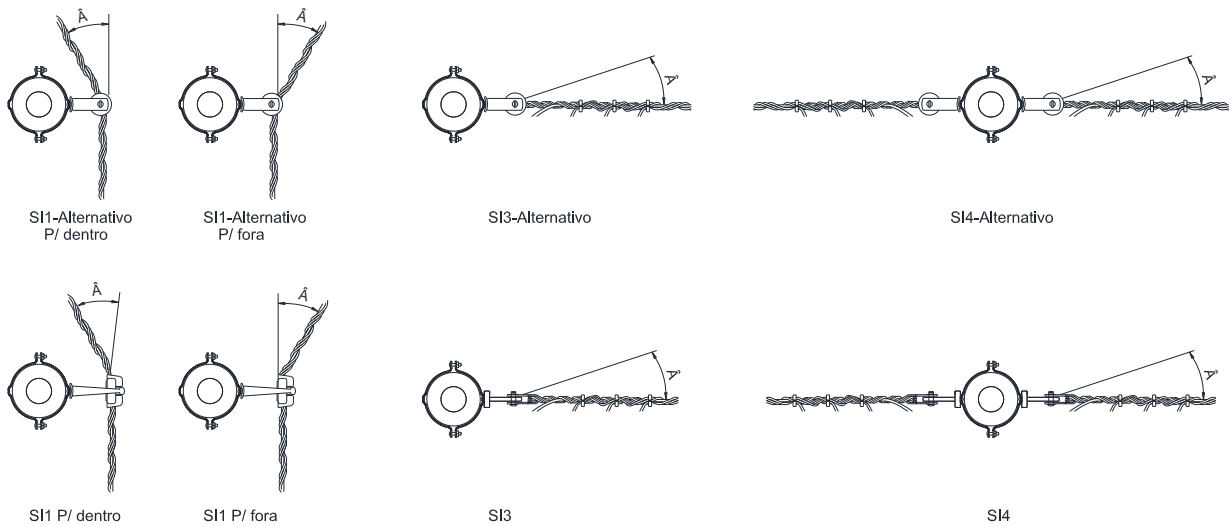 Â
Â
Â
Â
SI1-Alternativo
P/ dentro
SI1-Alternativo
P/ fora
SI3-Alternativo
SI4-Alternativo
Â
Â
Â
Â
SI1 P/ dentro
SI1 P/ fora
SI3
SI4